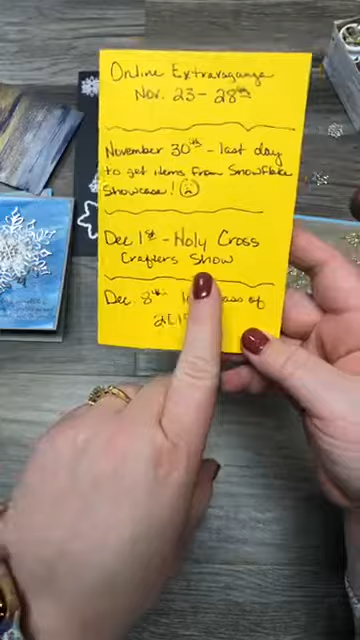 Online Extravaganza
Nov. 23 - 28th
November 30th - last day
to get items from Snowflake
Showcase!
Dec 1st - Holy Cross
Crafters Show
Dec. 8th of